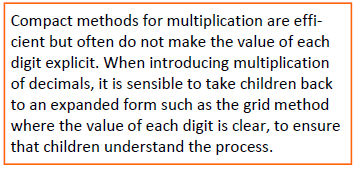 Compact methods for multiplication are effi-
cient but often do not make the value of each
digit explicit. When introducing multiplication
of decimals, it is sensible to take children back
to an expanded form such as the grid method
where the value of each digit is clear, to ensure
that children understand the process.